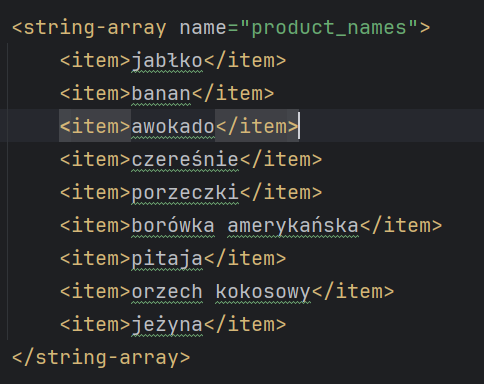 <string-array name="product_names">
<item>jabłko</item>
<item>banan</item>
<item>awokado</item>
<item>czereśnie</item>
<item>porzeczki</item>
<item>borówka amerykańska</item>
<item>pitaja</item>
<item>orzech kokosowy</item>
<item>jeżyna</item>
</string-array>